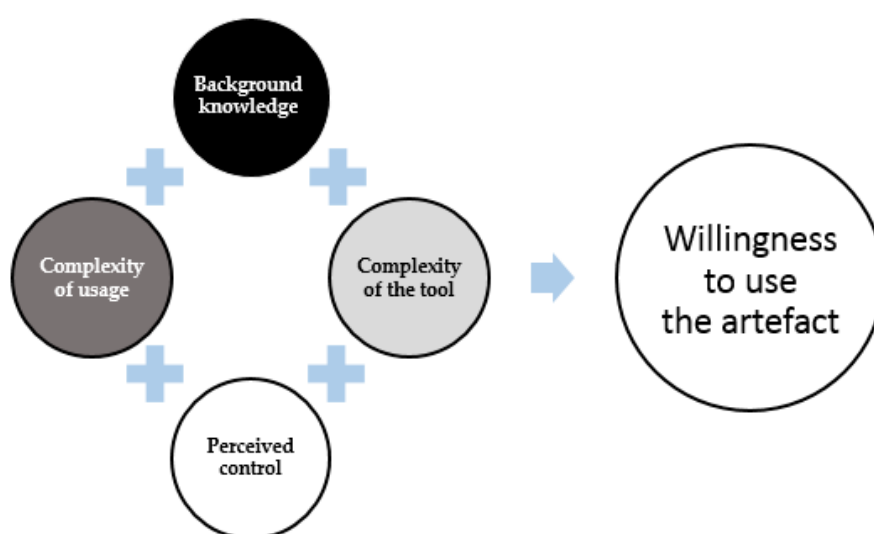 Background
knowledge
Complexity
of usage
Complexity
of the tool
Willingness
to use
the artefact
Perceived
control